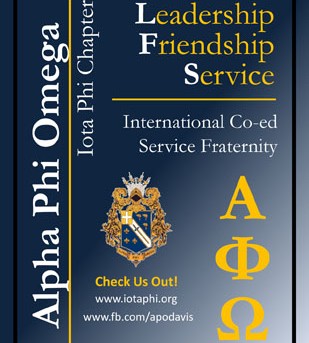 Alpha Phi Omega
Iota Phi Chapter
Leadership
Friendship
Service
International Co-ed
Service Fraternity
Α
Φ
Ω
Check Us Out!
www.iotaphi.org
www.fb.com/apodavis